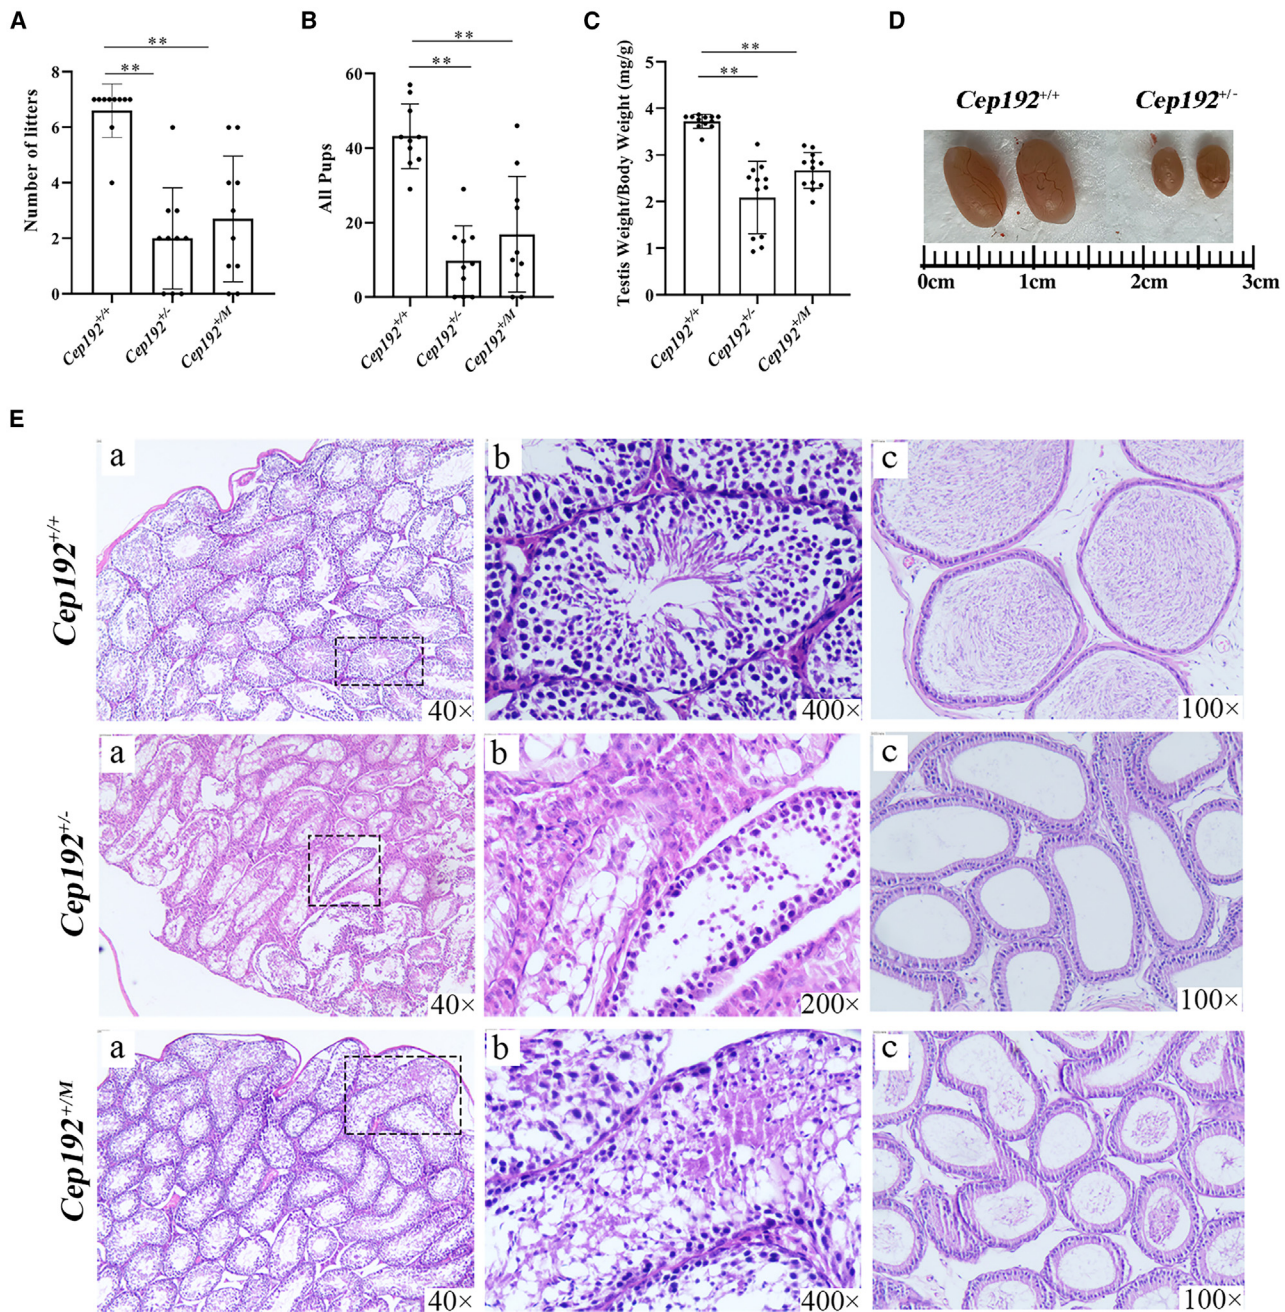 A
B
C
D
**
**
Number of litters
8
6
4
2
0
Cep192+/+
Cep192+/-
Cep192+/M
**
**
All Pups
60
40
20
0
Cep192+/+
Cep192+/-
Cep192+/M
**
**
Testis Weight/Body Weight (mg/g)
5
4
3
2
1
0
Cep192+/+
Cep192+/-
Cep192+/M
Cep192+/+ Cep192+/-
0cm 1cm 2cm 3cm
E
Cep192+/+
a
40×
b
400×
c
100×
Cep192+/-
a
40×
b
200×
c
100×
Cep192+/M
a
40×
b
400×
c
100×